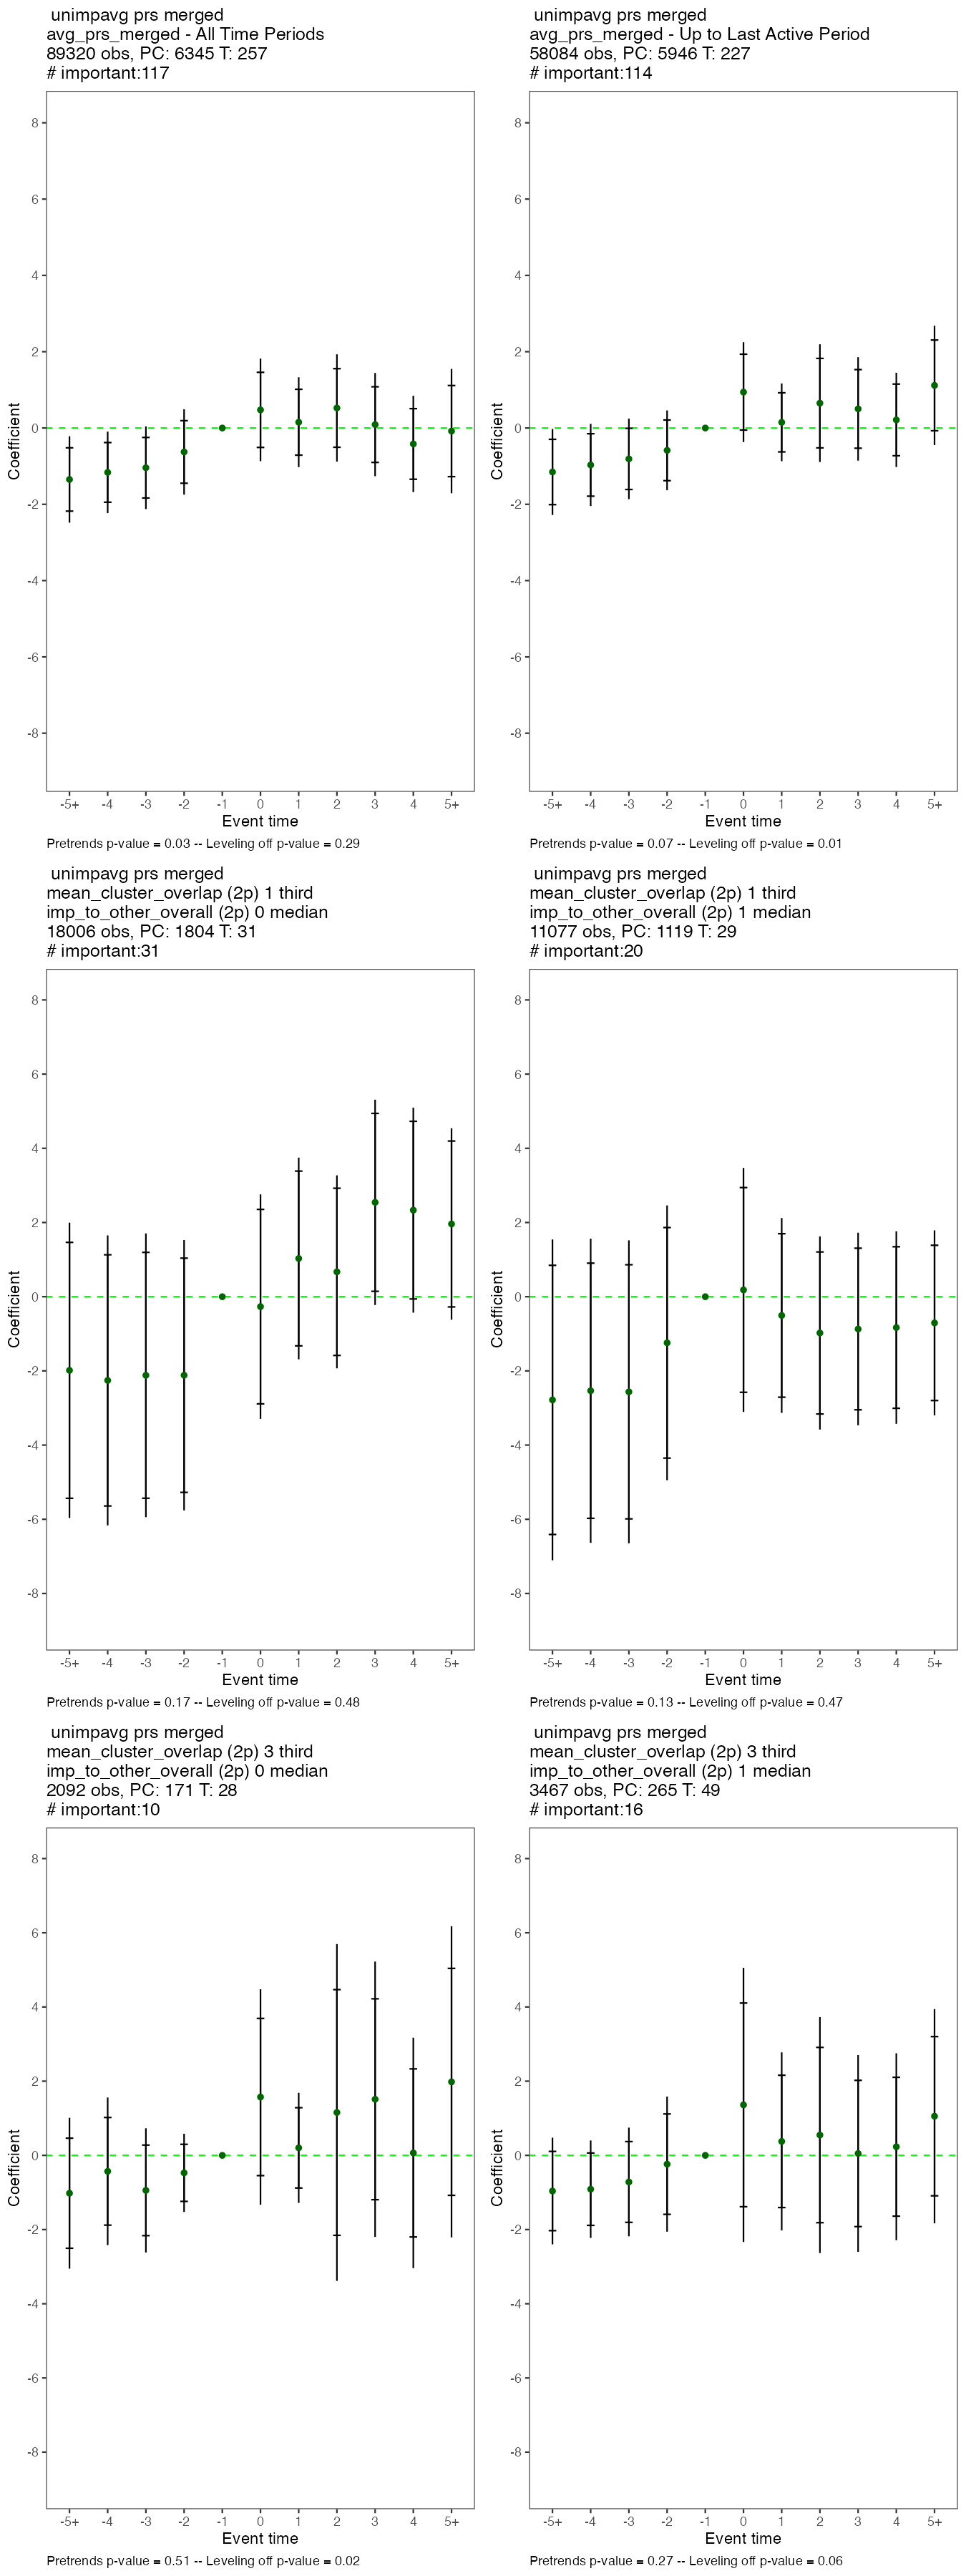 unimpavg prs merged
avg_prs_merged - All Time Periods
89320 obs, PC: 6345 T: 257
# important:117
8
6
4
2
0
-2
-4
-6
-8
Coefficient
-5+ -4 -3 -2 -1 0 1 2 3 4 5+
Event time
Pretrends p-value = 0.03 -- Leveling off p-value = 0.29
unimpavg prs merged
avg_prs_merged - Up to Last Active Period
58084 obs, PC: 5946 T: 227
# important:114
8
6
4
2
0
-2
-4
-6
-8
Coefficient
-5+ -4 -3 -2 -1 0 1 2 3 4 5+
Event time
Pretrends p-value = 0.07 -- Leveling off p-value = 0.01
unimpavg prs merged
mean_cluster_overlap (2p) 1 third
imp_to_other_overall (2p) 0 median
18006 obs, PC: 1804 T: 31
# important:31
8
6
4
2
0
-2
-4
-6
-8
Coefficient
-5+ -4 -3 -2 -1 0 1 2 3 4 5+
Event time
Pretrends p-value = 0.17 -- Leveling off p-value = 0.48
unimpavg prs merged
mean_cluster_overlap (2p) 1 third
imp_to_other_overall (2p) 1 median
11077 obs, PC: 1119 T: 29
# important:20
8
6
4
2
0
-2
-4
-6
-8
Coefficient
-5+ -4 -3 -2 -1 0 1 2 3 4 5+
Event time
Pretrends p-value = 0.13 -- Leveling off p-value = 0.47
unimpavg prs merged
mean_cluster_overlap (2p) 3 third
imp_to_other_overall (2p) 0 median
2092 obs, PC: 171 T: 28
# important:10
8
6
4
2
0
-2
-4
-6
-8
Coefficient
-5+ -4 -3 -2 -1 0 1 2 3 4 5+
Event time
Pretrends p-value = 0.51 -- Leveling off p-value = 0.02
unimpavg prs merged
mean_cluster_overlap (2p) 3 third
imp_to_other_overall (2p) 1 median
3467 obs, PC: 265 T: 49
# important:16
8
6
4
2
0
-2
-4
-6
-8
Coefficient
-5+ -4 -3 -2 -1 0 1 2 3 4 5+
Event time
Pretrends p-value = 0.27 -- Leveling off p-value = 0.06